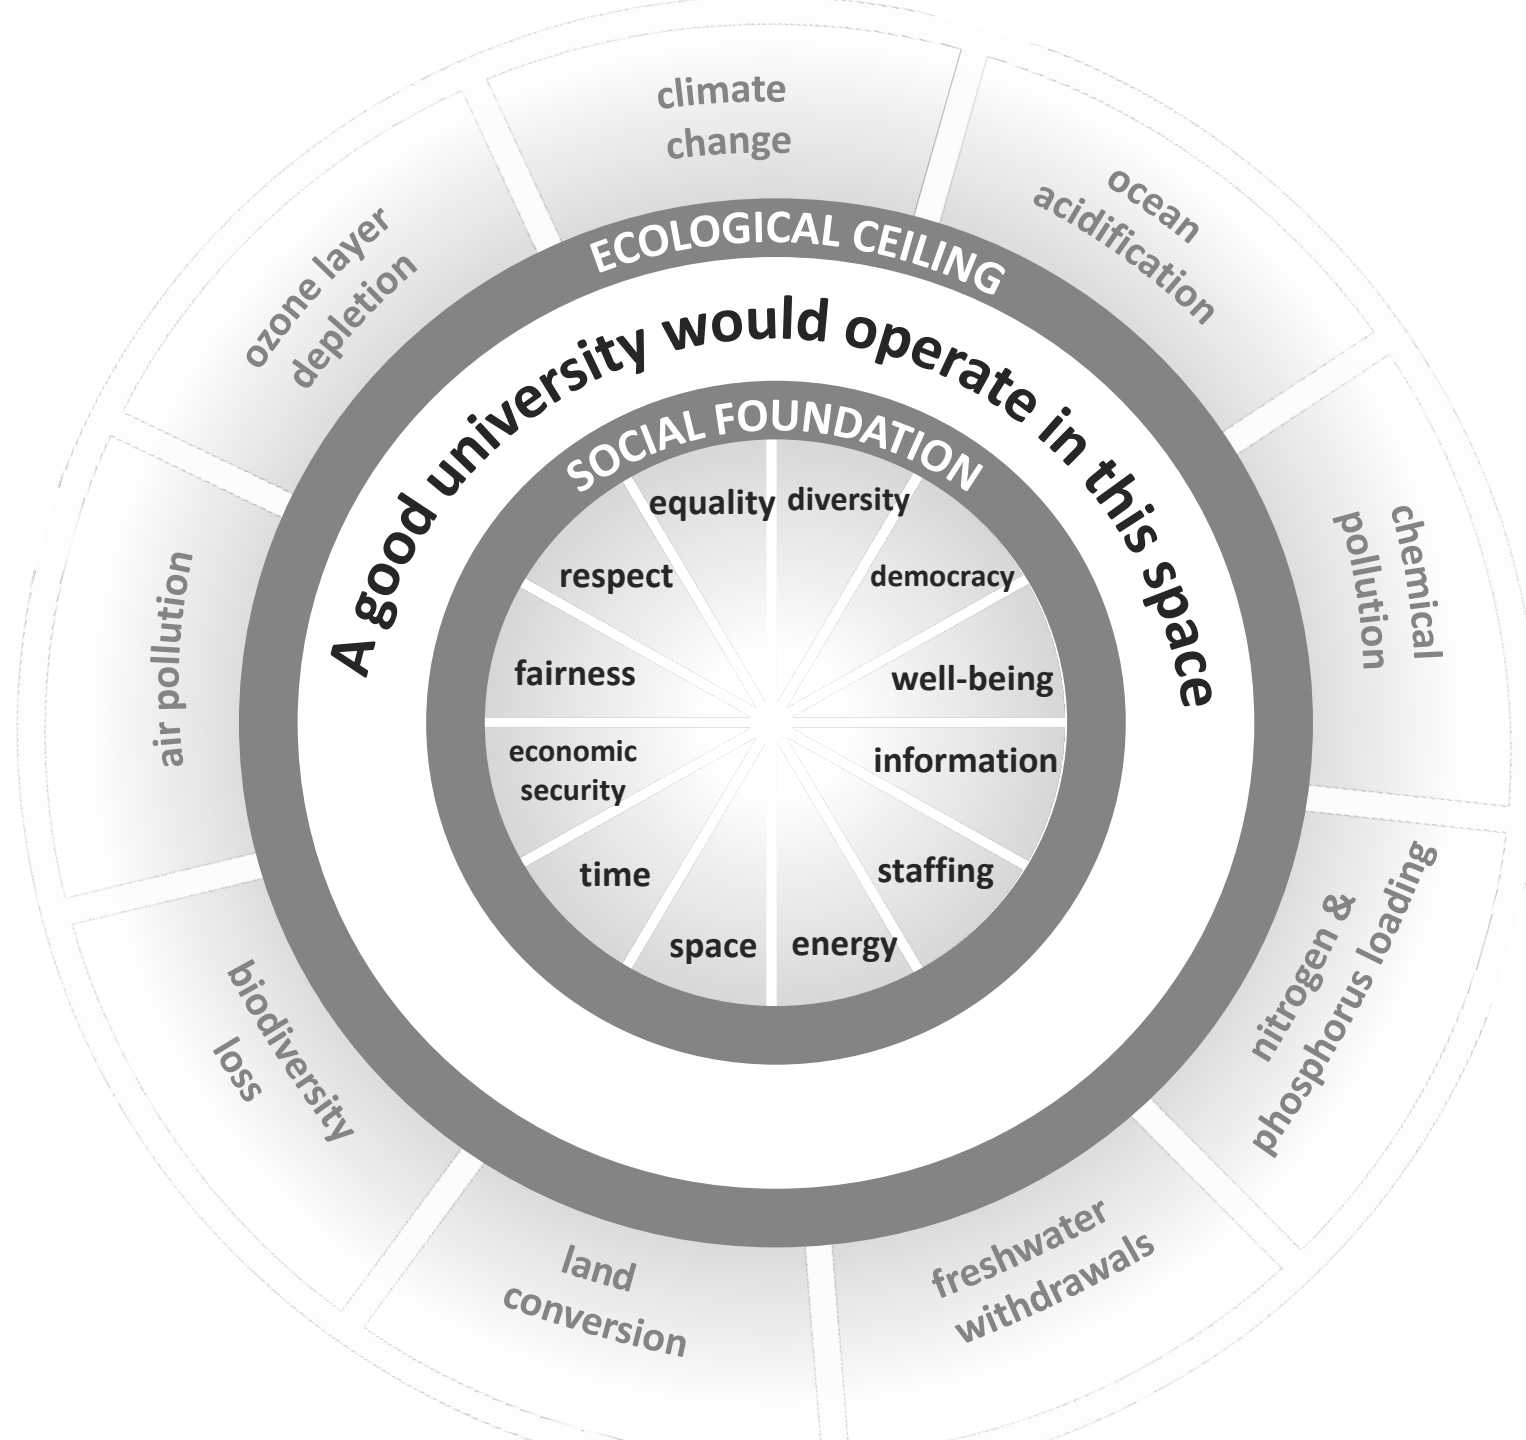 climate
change
ocean
acidification
chemical
pollution
nitrogen &
phosphorus loading
freshwater
withdrawals
land
conversion
biodiversity
loss
air pollution
ozone layer
depletion
ECOLOGICAL CEILING
A good university would operate in this space
SOCIAL FOUNDATION
equality
diversity
democracy
well-being
information
staffing
energy
space
time
economic
security
fairness
respect